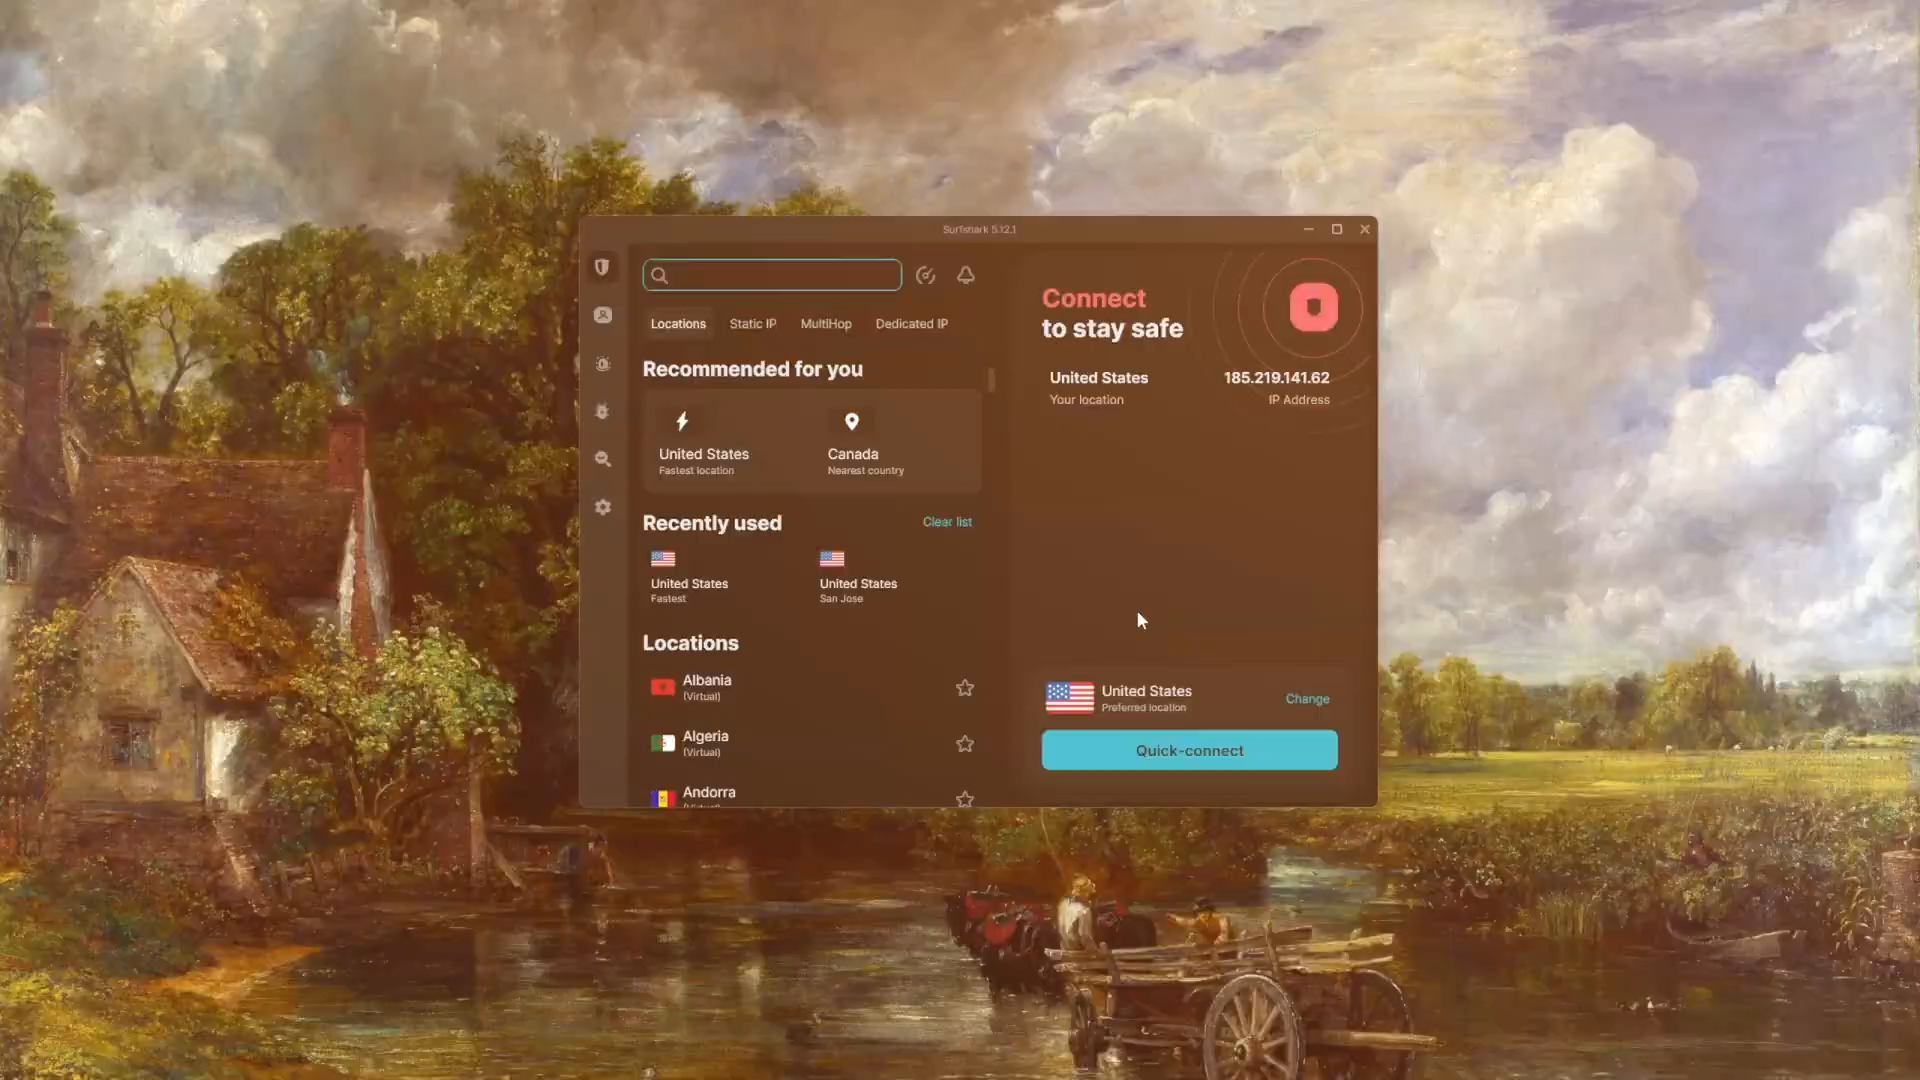 Surfshark 5.12.1
Locations
Static IP
MultiHop
Dedicated IP
Recommended for you
United States
Fastest location
Canada
Nearest country
Recently used
Clear list
United States
Fastest
United States
San Jose
Locations
Albania
(Virtual)
Algeria
(Virtual)
Andorra
Connect
to stay safe
United States
Your location
185.219.141.62
IP Address
United States
Preferred location
Change
Quick-connect